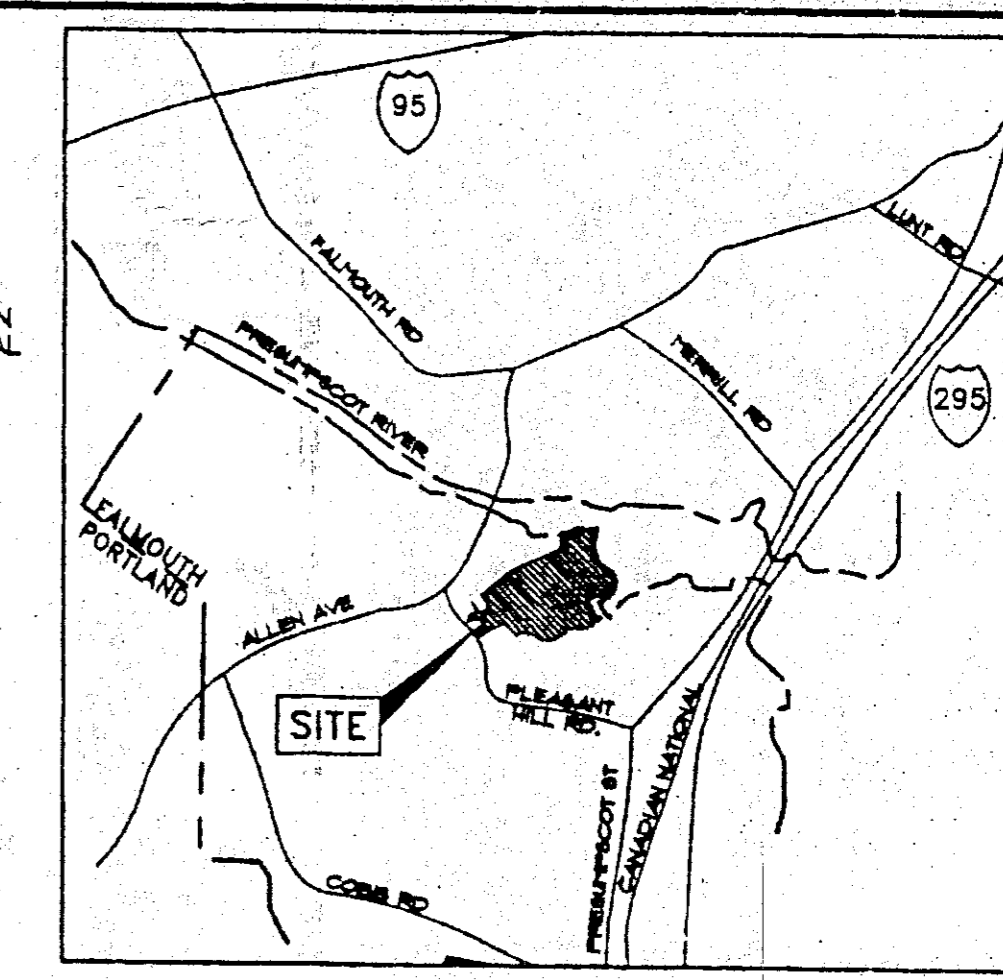 95
LUNT RD
FALMOUTH RD
PRESUMPSCOT RIVER
MERRILL RD
295
FALMOUTH
PORTLAND
ALLEN AVE
SITE
PLEASANT
HILL RD.
PRESUMPSCOT ST
CANADIAN NATIONAL
COBB RD